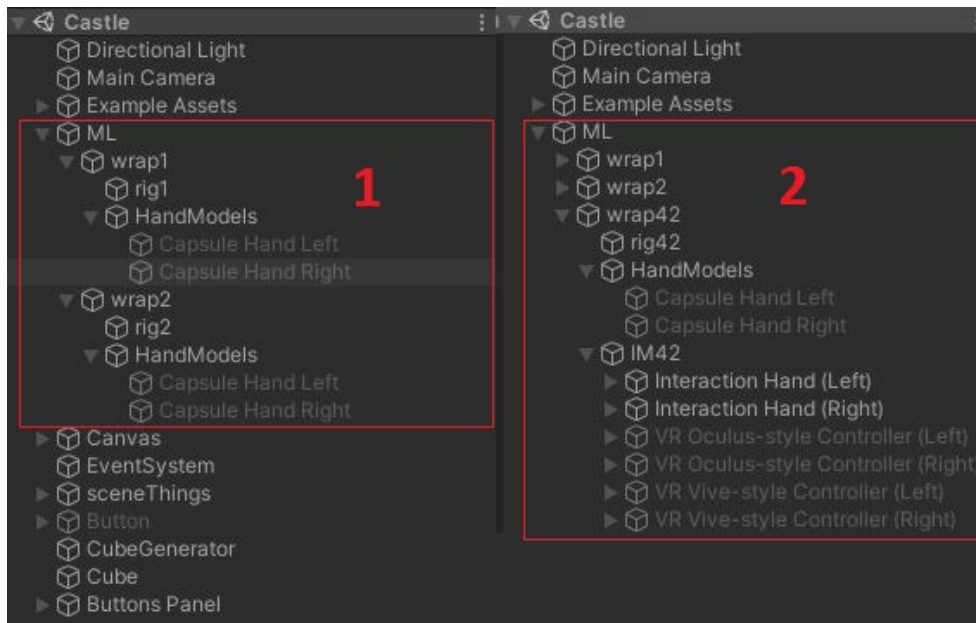 Castle
Directional Light
Main Camera
Example Assets
ML
wrap1
rig1
HandModels
Capsule Hand Left
Capsule Hand Right
wrap2
rig2
HandModels
Capsule Hand Left
Capsule Hand Right
Canvas
EventSystem
sceneThings
Button
CubeGenerator
Cube
Buttons Panel
1
Castle
Directional Light
Main Camera
Example Assets
ML
wrap1
wrap2
wrap42
rig42
HandModels
Capsule Hand Left
Capsule Hand Right
IM42
Interaction Hand (Left)
Interaction Hand (Right)
VR Oculus-style Controller (Left)
VR Oculus-style Controller (Right
VR Vive-style Controller (Left)
VR Vive-style Controller (Right)
2